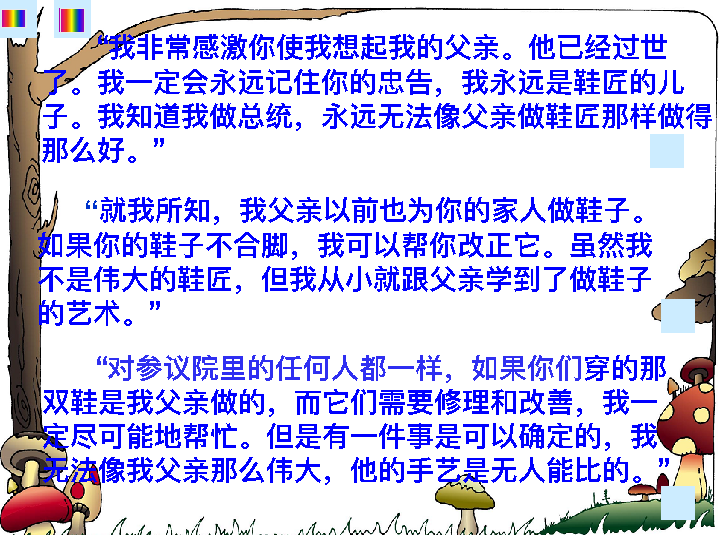 “我非常感激你使我想起我的父亲。他已经过世
了。我一定会永远记住你的忠告，我永远是鞋匠的儿
子。我知道我做总统，永远无法像父亲做鞋匠那样做得
那么好。”
“就我所知，我父亲以前也为你的家人做鞋子。
如果你的鞋子不合脚，我可以帮你改正它。虽然我
不是伟大的鞋匠，但我从小就跟父亲学到了做鞋子
的艺术。”
“对参议院里的任何人都一样，如果你们穿的那
双鞋是我父亲做的，而它们需要修理和改善，我一
定尽可能地帮忙。但是有一件事是可以确定的，我
无法像我父亲那么伟大，他的手艺是无人能比的。”